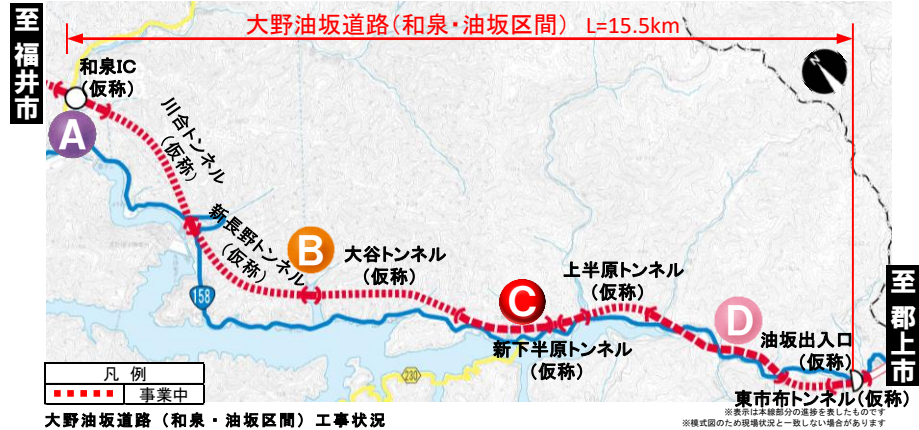 大野油坂道路(和泉・油坂区間) L=15.5km
至 福井市
和泉IC
(仮称)
A
川合トンネル
(仮称)
新長野トンネル
(仮称)
B
大谷トンネル
(仮称)
158
C
上半原トンネル
(仮称)
新下半原トンネル
(仮称)
D
油坂出入口
(仮称)
至 郡上市
東市布トンネル(仮称)
230
凡 例
事業中
大野油坂道路(和泉・油坂区間)工事状況
※表示は本線部分の進捗を表したものです
※模式図のため現場状況と一致しない場合があります